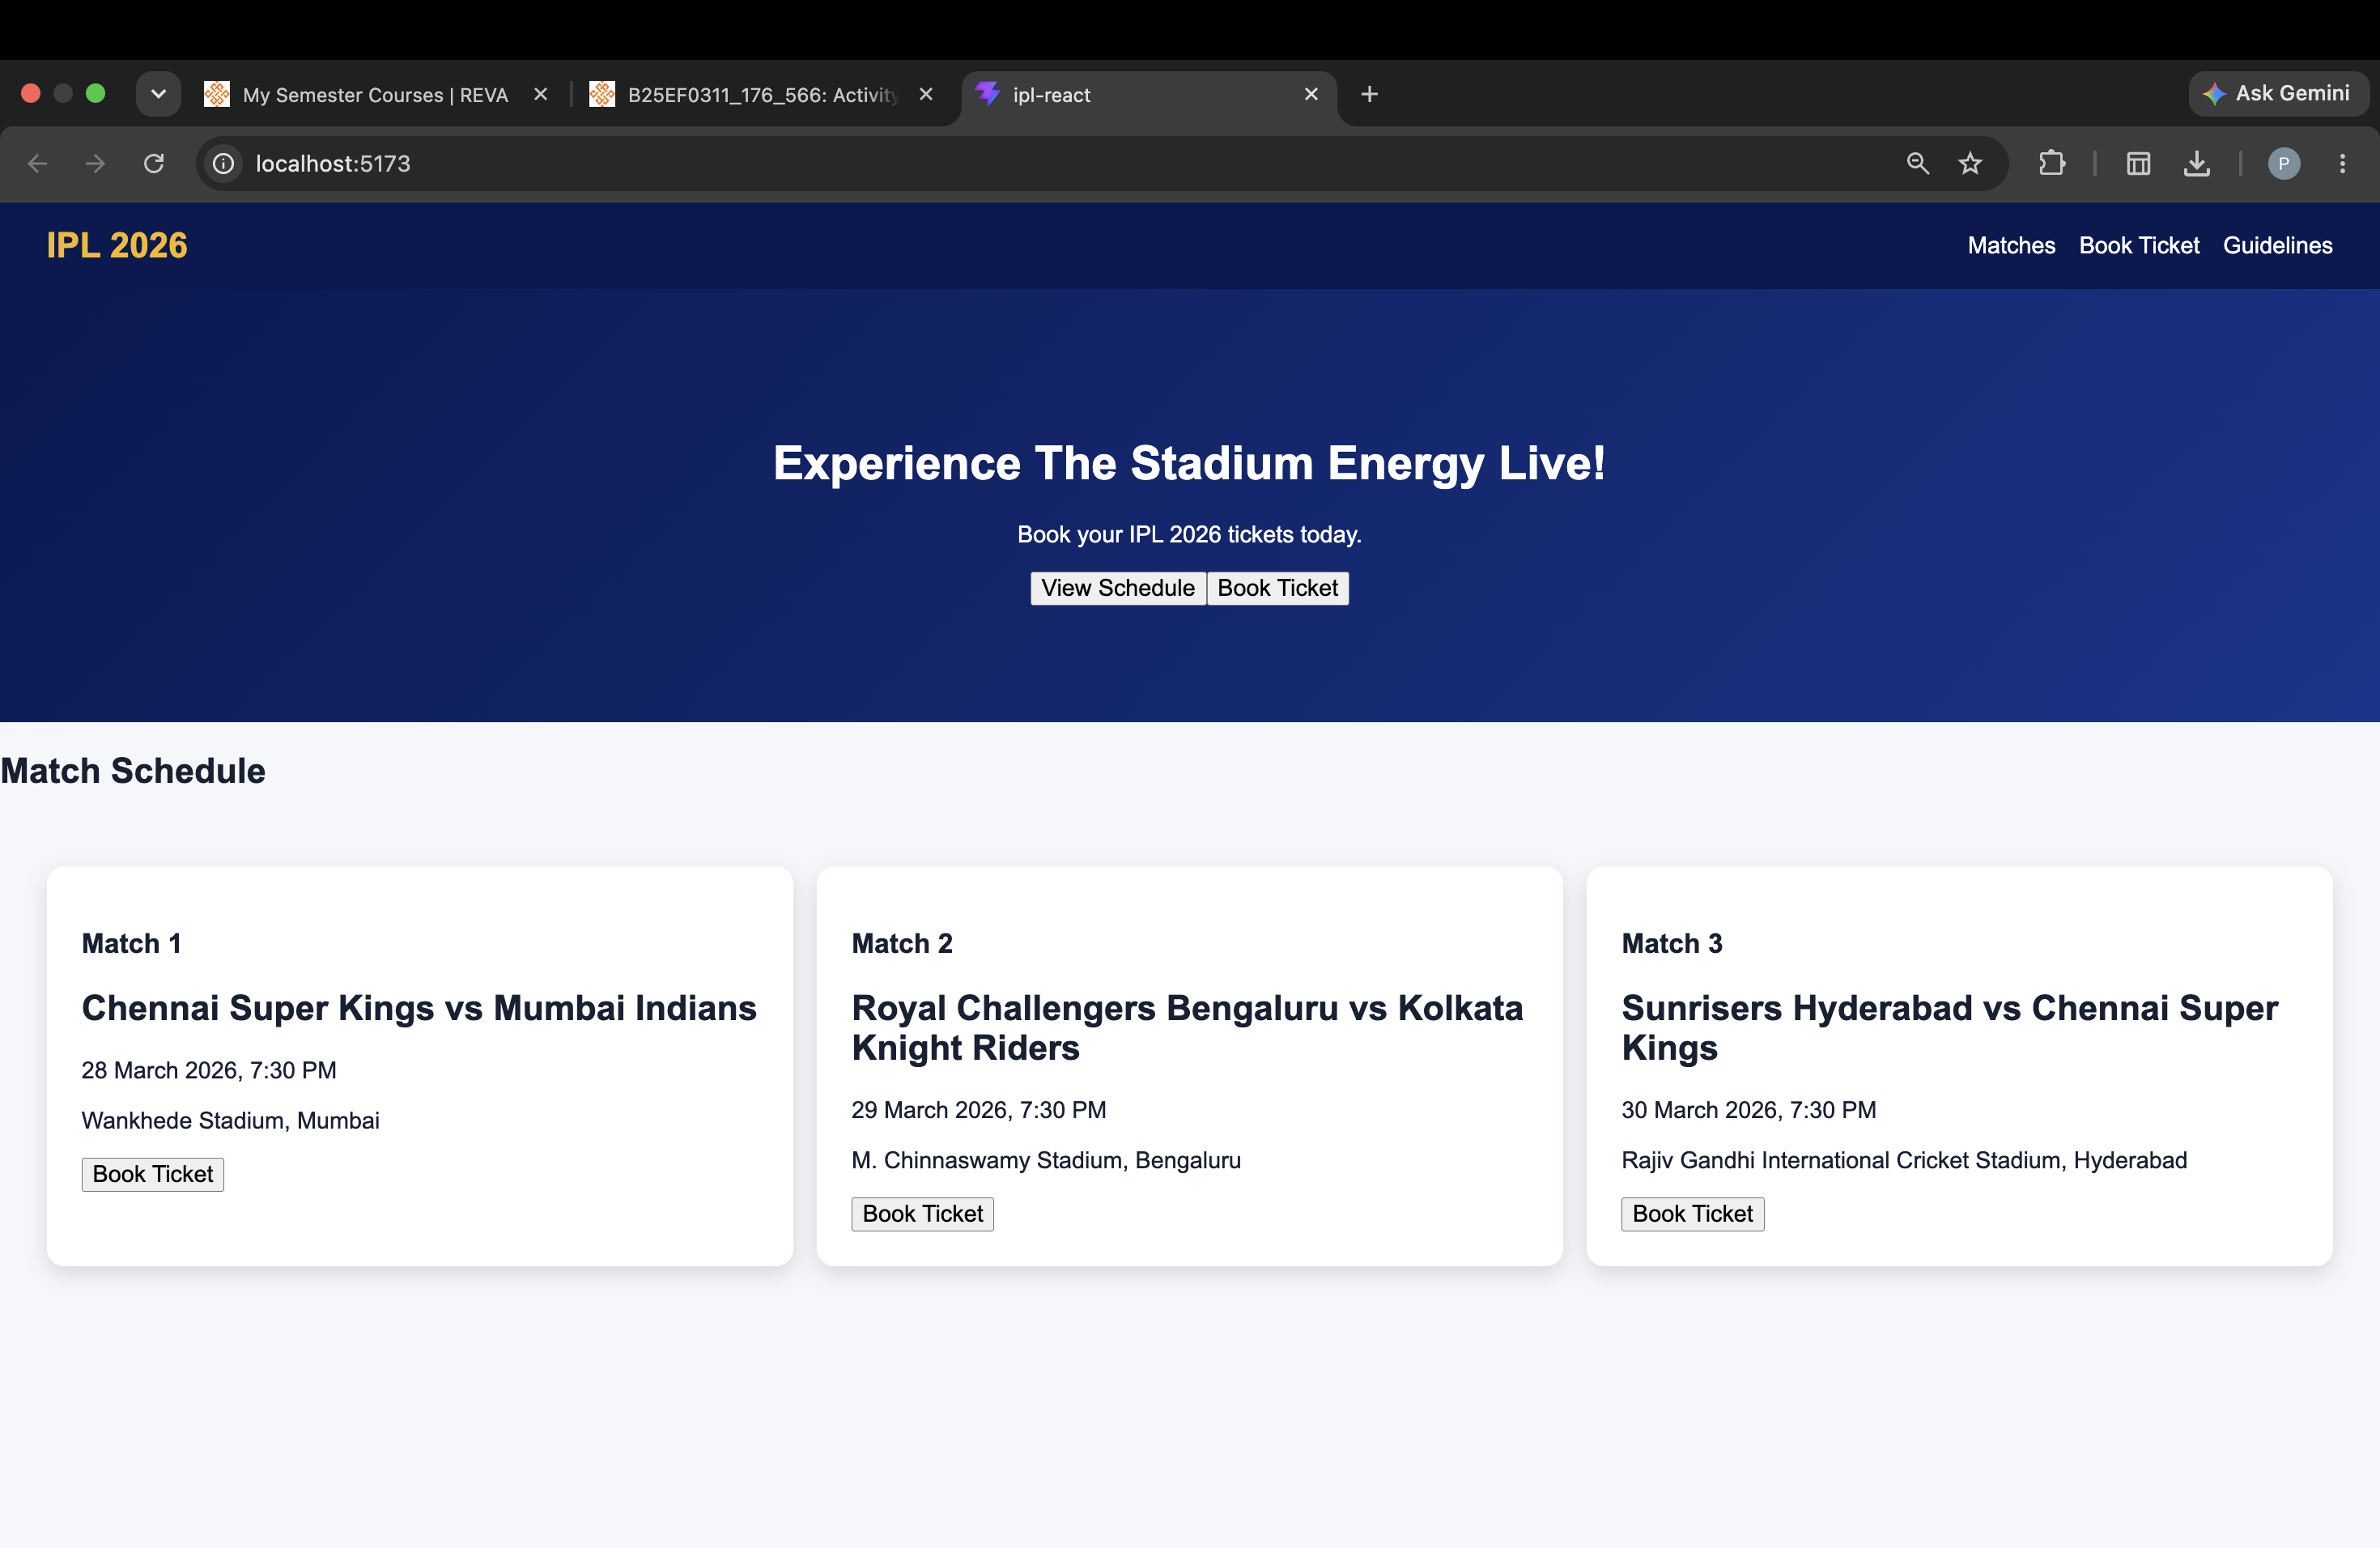 My Semester Courses | REVA
B25EF0311_176_566: Activity
ipl-react
Ask Gemini
localhost:5173
P
IPL 2026
Matches
Book Ticket
Guidelines
Experience The Stadium Energy Live!
Book your IPL 2026 tickets today.
View Schedule
Book Ticket
Match Schedule
Match 1
Chennai Super Kings vs Mumbai Indians
28 March 2026, 7:30 PM
Wankhede Stadium, Mumbai
Book Ticket
Match 2
Royal Challengers Bengaluru vs Kolkata
Knight Riders
29 March 2026, 7:30 PM
M. Chinnaswamy Stadium, Bengaluru
Book Ticket
Match 3
Sunrisers Hyderabad vs Chennai Super
Kings
30 March 2026, 7:30 PM
Rajiv Gandhi International Cricket Stadium, Hyderabad
Book Ticket